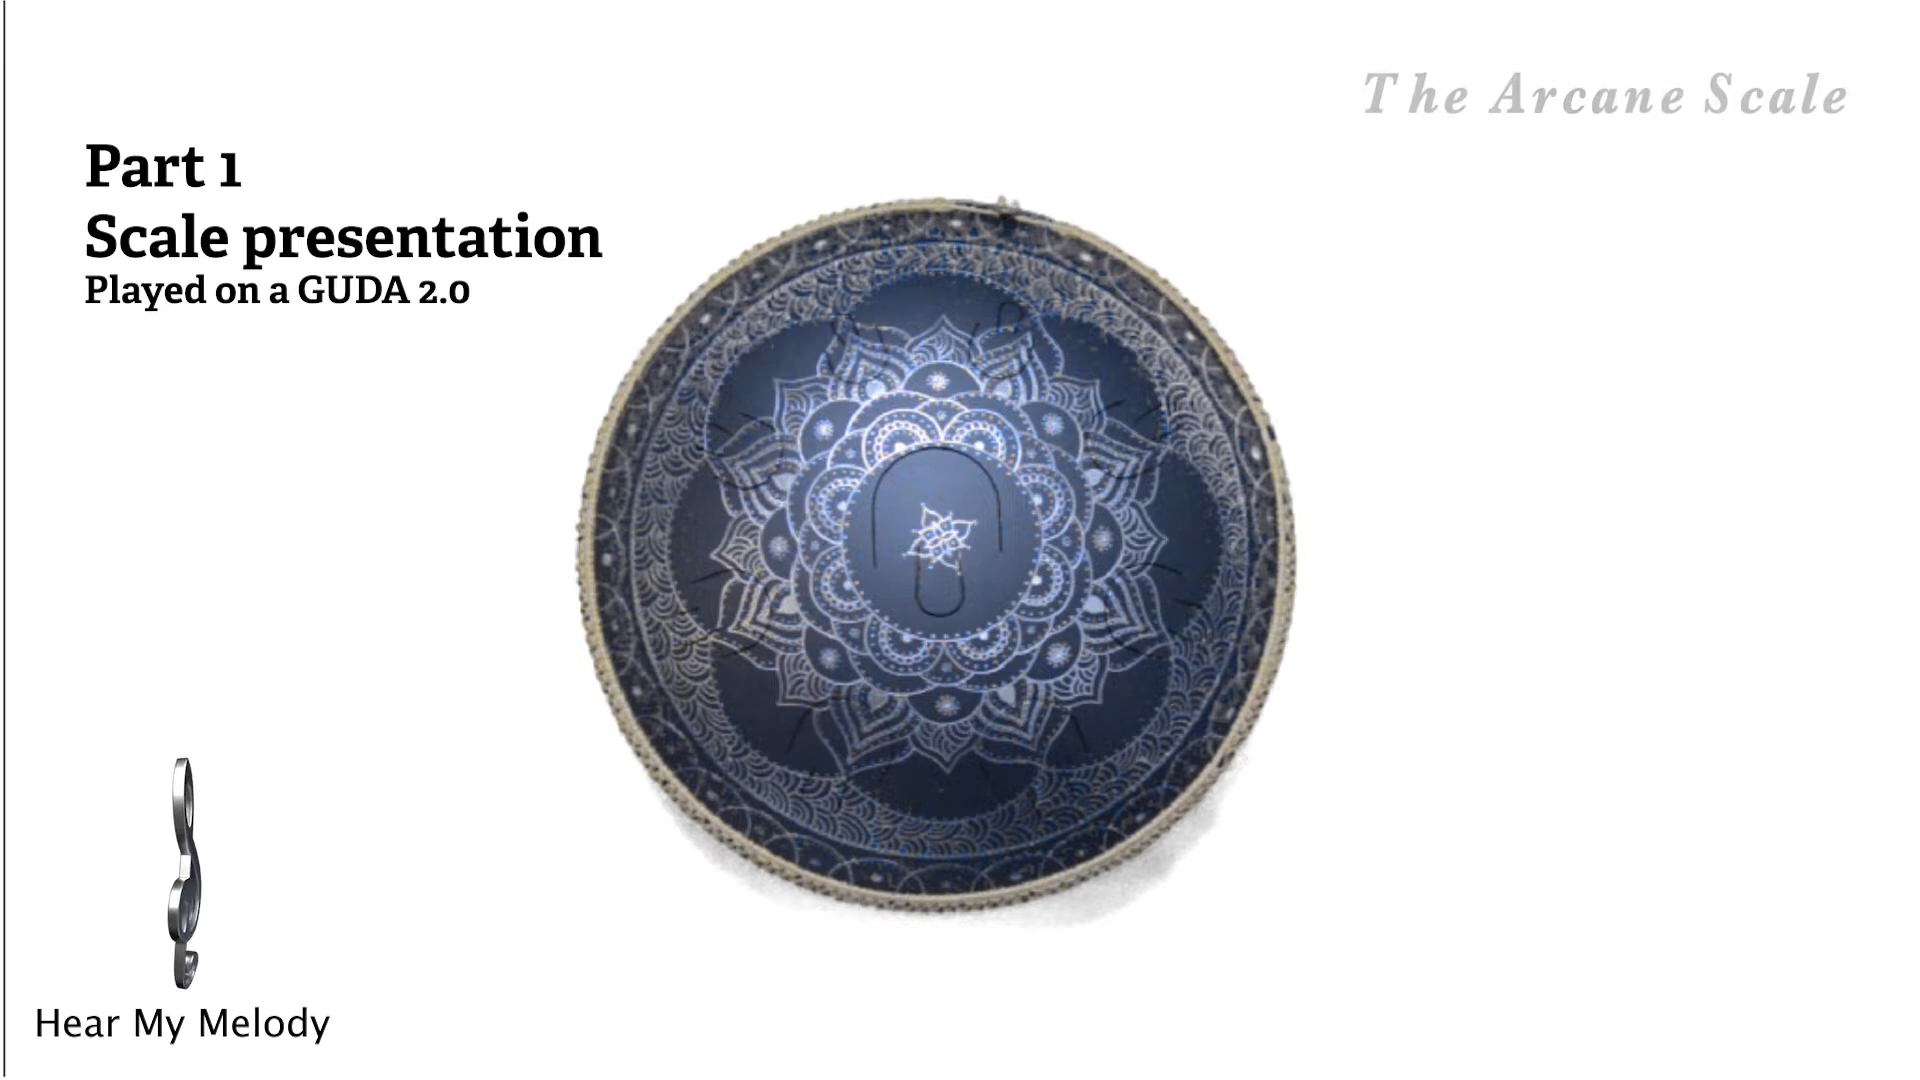 The Arcane Scale
Part 1
Scale presentation
Played on a GUDA 2.0
Hear My Melody